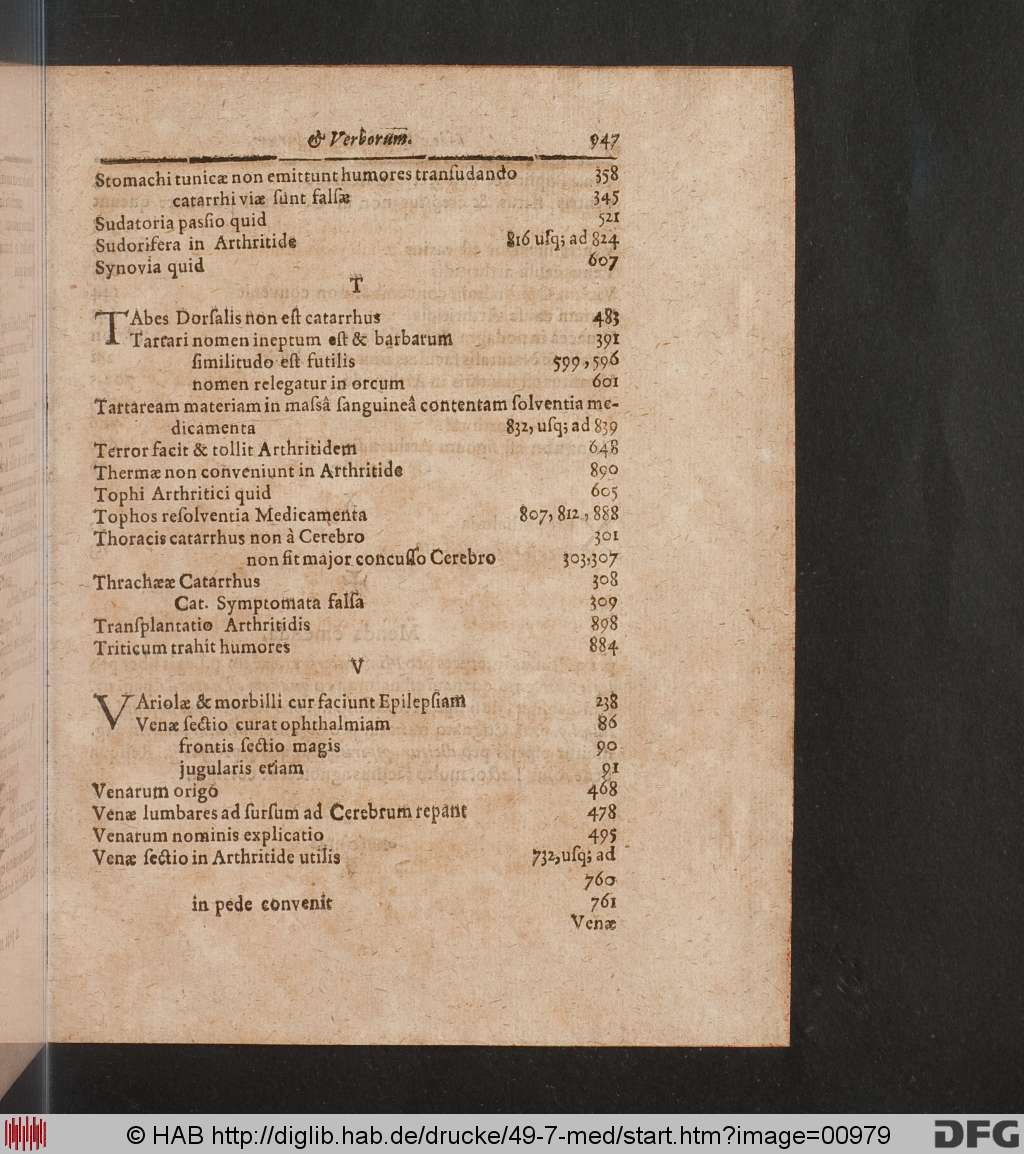 & Verborum̄. 947
Stomachi tunicæ non emittunt humores tranſudando 358
catarrhi viæ ſunt falſæ 345
Sudatoria paſsio quid 521
Sudorifera in Arthritide 816 uſq; ad 824
Synovia quid 607
T
TAbes Dorſalis non eſt catarrhus 483
Tartari nomen ineptum eſt & barbarum 391
ſimilitudo eſt futilis 599, 596
nomen relegatur in orcum 601
Tartaream materiam in maſsâ ſanguineâ contentam ſolventia me-
dicamenta 832, uſq; ad 839
Terror facit & tollit Arthritidem 648
Thermæ non conveniunt in Arthritide 890
Tophi Arthritici quid 605
Tophos reſolventia Medicamenta 807, 812, 888
Thoracis catarrhus non à Cerebro 301
non fit major concuſſo Cerebro 303,307
Thrachææ Catarrhus 308
Cat. Symptomata falſa 309
Tranſplantatio Arthritidis 898
Triticum trahit humores 884
V
VAriolæ & morbilli cur faciunt Epilepſiam 238
Venæ ſectio curat ophthalmiam 86
frontis ſectio magis 90
jugularis etiam 91
Venarum origo 468
Venæ lumbares ad ſurſum ad Cerebrum repant 478
Venarum nominis explicatio 495
Venæ ſectio in Arthritide utilis 732,uſq; ad
760
in pede convenit 761
Venæ
© HAB http://diglib.hab.de/drucke/49-7-med/start.htm?image=00979 DFG